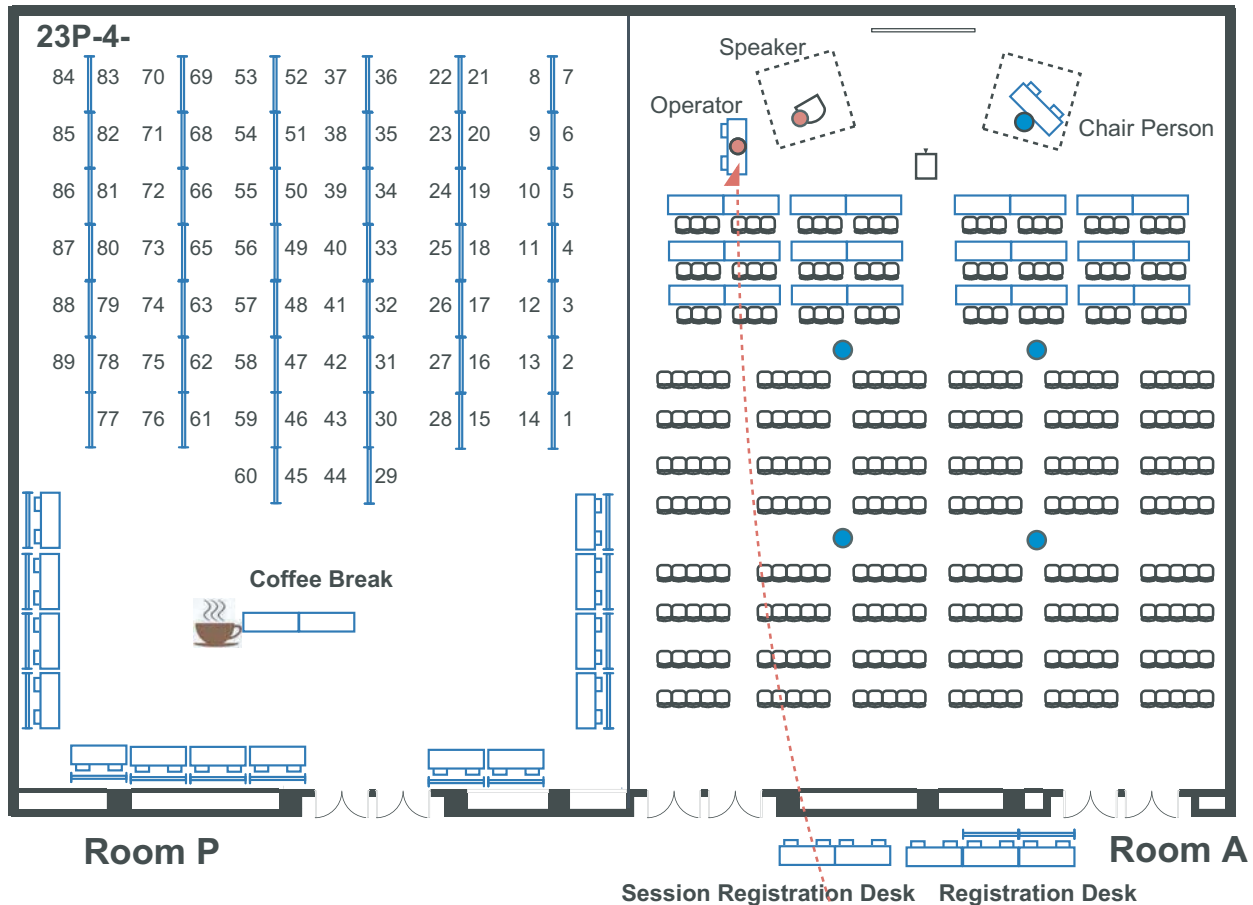 23P-4-
84 83 70 69 53 52 37 36 22 21 8 7
85 82 71 68 54 51 38 35 23 20 9 6
86 81 72 66 55 50 39 34 24 19 10 5
87 80 73 65 56 49 40 33 25 18 11 4
88 79 74 63 57 48 41 32 26 17 12 3
89 78 75 62 58 47 42 31 27 16 13 2
77 76 61 59 46 43 30 28 15 14 1
60 45 44 29
Coffee Break
Room P
Speaker
Operator
Chair Person
Room A
Session Registration Desk
Registration Desk